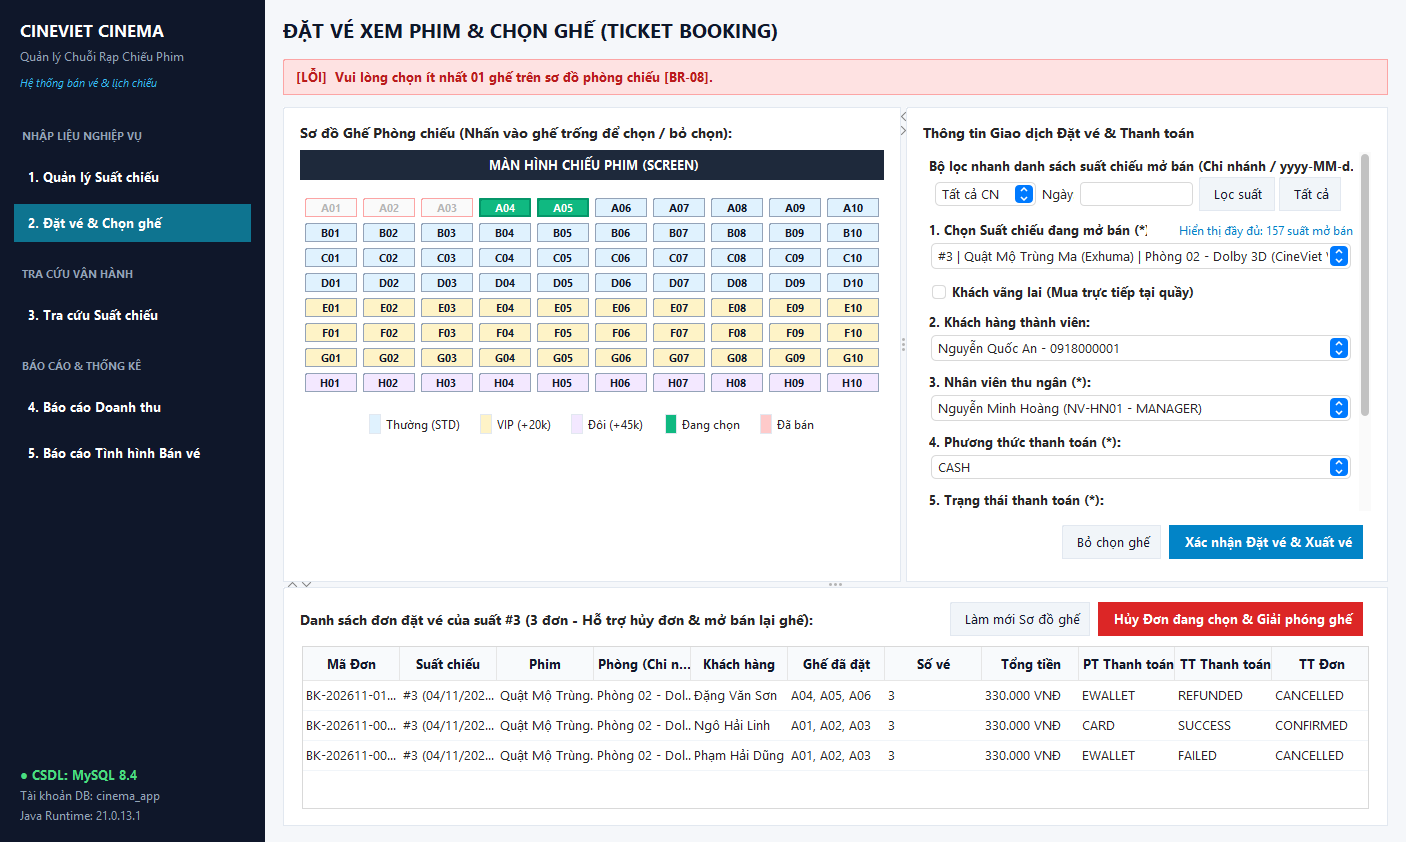 CINEVIET CINEMA
Quản lý Chuỗi Rạp Chiếu Phim
Hệ thống bán vé & lịch chiếu
NHẬP LIỆU NGHIỆP VỤ
1. Quản lý Suất chiếu
2. Đặt vé & Chọn ghế
TRA CỨU VẬN HÀNH
3. Tra cứu Suất chiếu
BÁO CÁO & THỐNG KÊ
4. Báo cáo Doanh thu
5. Báo cáo Tình hình Bán vé
● CSDL: MySQL 8.4
Tài khoản DB: cinema_app
Java Runtime: 21.0.13.1
ĐẶT VÉ XEM PHIM & CHỌN GHẾ (TICKET BOOKING)
[LỖI] Vui lòng chọn ít nhất 01 ghế trên sơ đồ phòng chiếu [BR-08].
Sơ đồ Ghế Phòng chiếu (Nhấn vào ghế trống để chọn / bỏ chọn):
MÀN HÌNH CHIẾU PHIM (SCREEN)
A01 A02 A03 A04 A05 A06 A07 A08 A09 A10
B01 B02 B03 B04 B05 B06 B07 B08 B09 B10
C01 C02 C03 C04 C05 C06 C07 C08 C09 C10
D01 D02 D03 D04 D05 D06 D07 D08 D09 D10
E01 E02 E03 E04 E05 E06 E07 E08 E09 E10
F01 F02 F03 F04 F05 F06 F07 F08 F09 F10
G01 G02 G03 G04 G05 G06 G07 G08 G09 G10
H01 H02 H03 H04 H05 H06 H07 H08 H09 H10
Thường (STD) VIP (+20k) Đôi (+45k) Đang chọn Đã bán
Thông tin Giao dịch Đặt vé & Thanh toán
Bộ lọc nhanh danh sách suất chiếu mở bán (Chi nhánh / yyyy-MM-d.
Tất cả CN Ngày Lọc suất Tất cả
1. Chọn Suất chiếu đang mở bán (*) Hiển thị đầy đủ: 157 suất mở bán
#3 | Quật Mộ Trùng Ma (Exhuma) | Phòng 02 - Dolby 3D (CineViet
Khách vãng lai (Mua trực tiếp tại quầy)
2. Khách hàng thành viên:
Nguyễn Quốc An - 0918000001
3. Nhân viên thu ngân (*):
Nguyễn Minh Hoàng (NV-HN01 - MANAGER)
4. Phương thức thanh toán (*):
CASH
5. Trạng thái thanh toán (*):
Bỏ chọn ghế Xác nhận Đặt vé & Xuất vé
Danh sách đơn đặt vé của suất #3 (3 đơn - Hỗ trợ hủy đơn & mở bán lại ghế):
Làm mới Sơ đồ ghế Hủy Đơn đang chọn & Giải phóng ghế
Mã Đơn Suất chiếu Phim Phòng (Chi n... Khách hàng Ghế đã đặt Số vé Tổng tiền PT Thanh toán TT Thanh toán TT Đơn
BK-202611-01... #3 (04/11/202... Quật Mộ Trùng. Phòng 02 - Dol.. Đặng Văn Sơn A04, A05, A06 3 330.000 VNĐ EWALLET REFUNDED CANCELLED
BK-202611-00... #3 (04/11/202... Quật Mộ Trùng. Phòng 02 - Dol.. Ngô Hải Linh A01, A02, A03 3 330.000 VNĐ CARD SUCCESS CONFIRMED
BK-202611-00... #3 (04/11/202... Quật Mộ Trùng. Phòng 02 - Dol.. Phạm Hải Dũng A01, A02, A03 3 330.000 VNĐ EWALLET FAILED CANCELLED